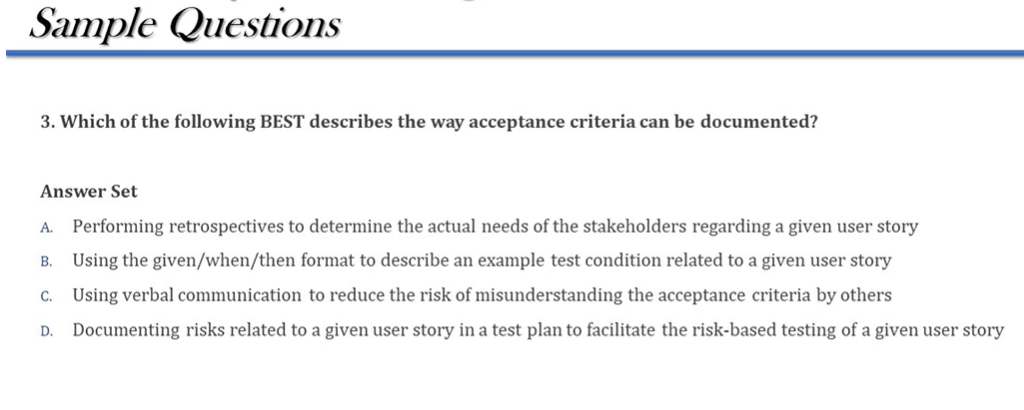 Sample Questions
3. Which of the following BEST describes the way acceptance criteria can be documented?
Answer Set
A. Performing retrospectives to determine the actual needs of the stakeholders regarding a given user story
B. Using the given/when/then format to describe an example test condition related to a given user story
C. Using verbal communication to reduce the risk of misunderstanding the acceptance criteria by others
D. Documenting risks related to a given user story in a test plan to facilitate the risk-based testing of a given user story